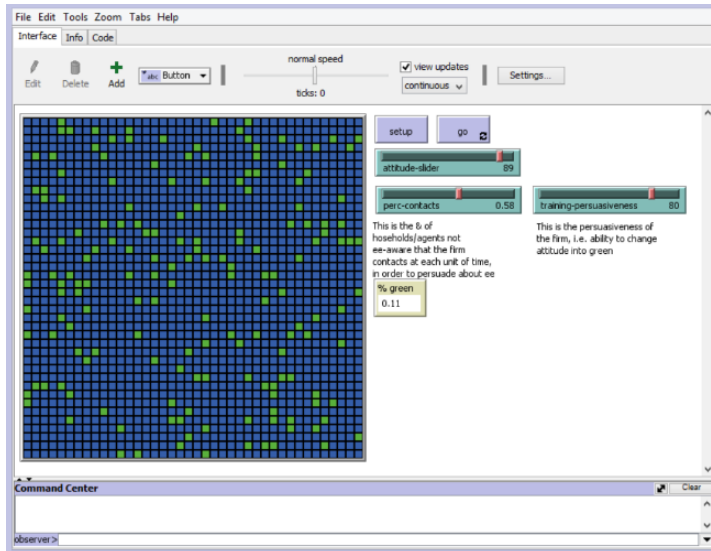 File Edit Tools Zoom Tabs Help
Interface Info Code
normal speed
view updates
Edit Delete Add abc Button
continuous
Settings...
ticks: 0
setup go
attitude-slider 89
perc-contacts 0.58 training-persuasiveness 80
This is the & of
hoseholds/agents not
ee-aware that the firm
contacts at each unit of time,
in order to persuade about ee
This is the persuasiveness of
the firm, i.e. ability to change
attitude into green
% green
0.11
Command Center Clear
observer>